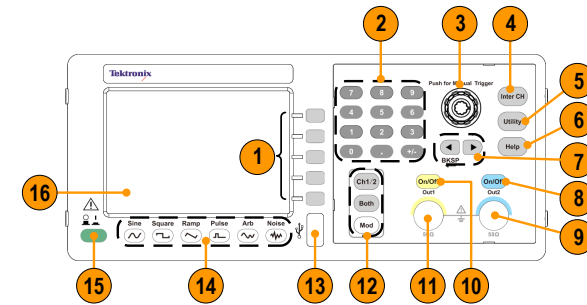 2
3
4
Tektronix
Push for Manual Trigger
7 8 9
Inter CH
5
4 5 6
Utility
6
1 2 3
Help
1
0 . +/-
BKSP
7
16
Ch1/2
On/Off
On/Off
8
Out1
Out2
Both
Sine Square Ramp Pulse Arb Noise
Mod
50Ω
50Ω
9
15
14
13
12
11
10